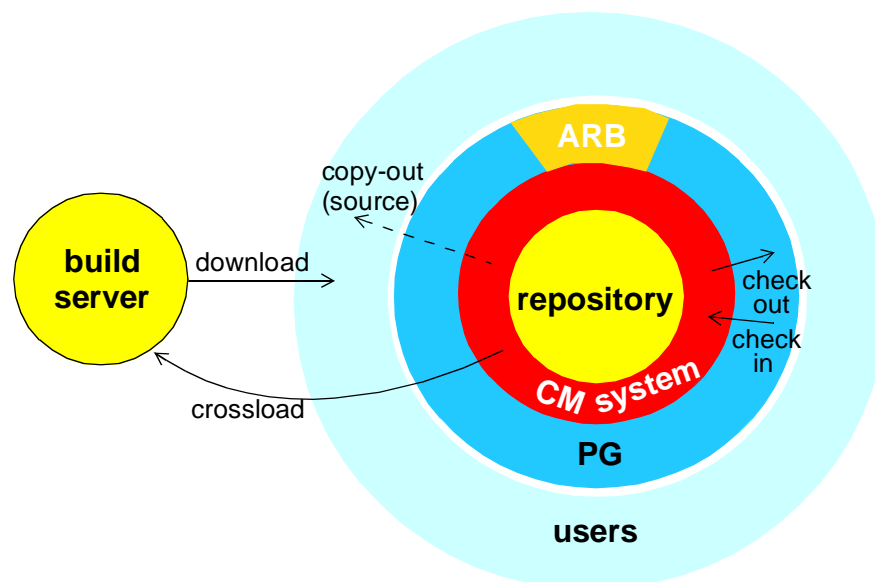 ARB
copy-out
(source)
build
server
download
repository
check
out
check
in
crossload
CM system
PG
users